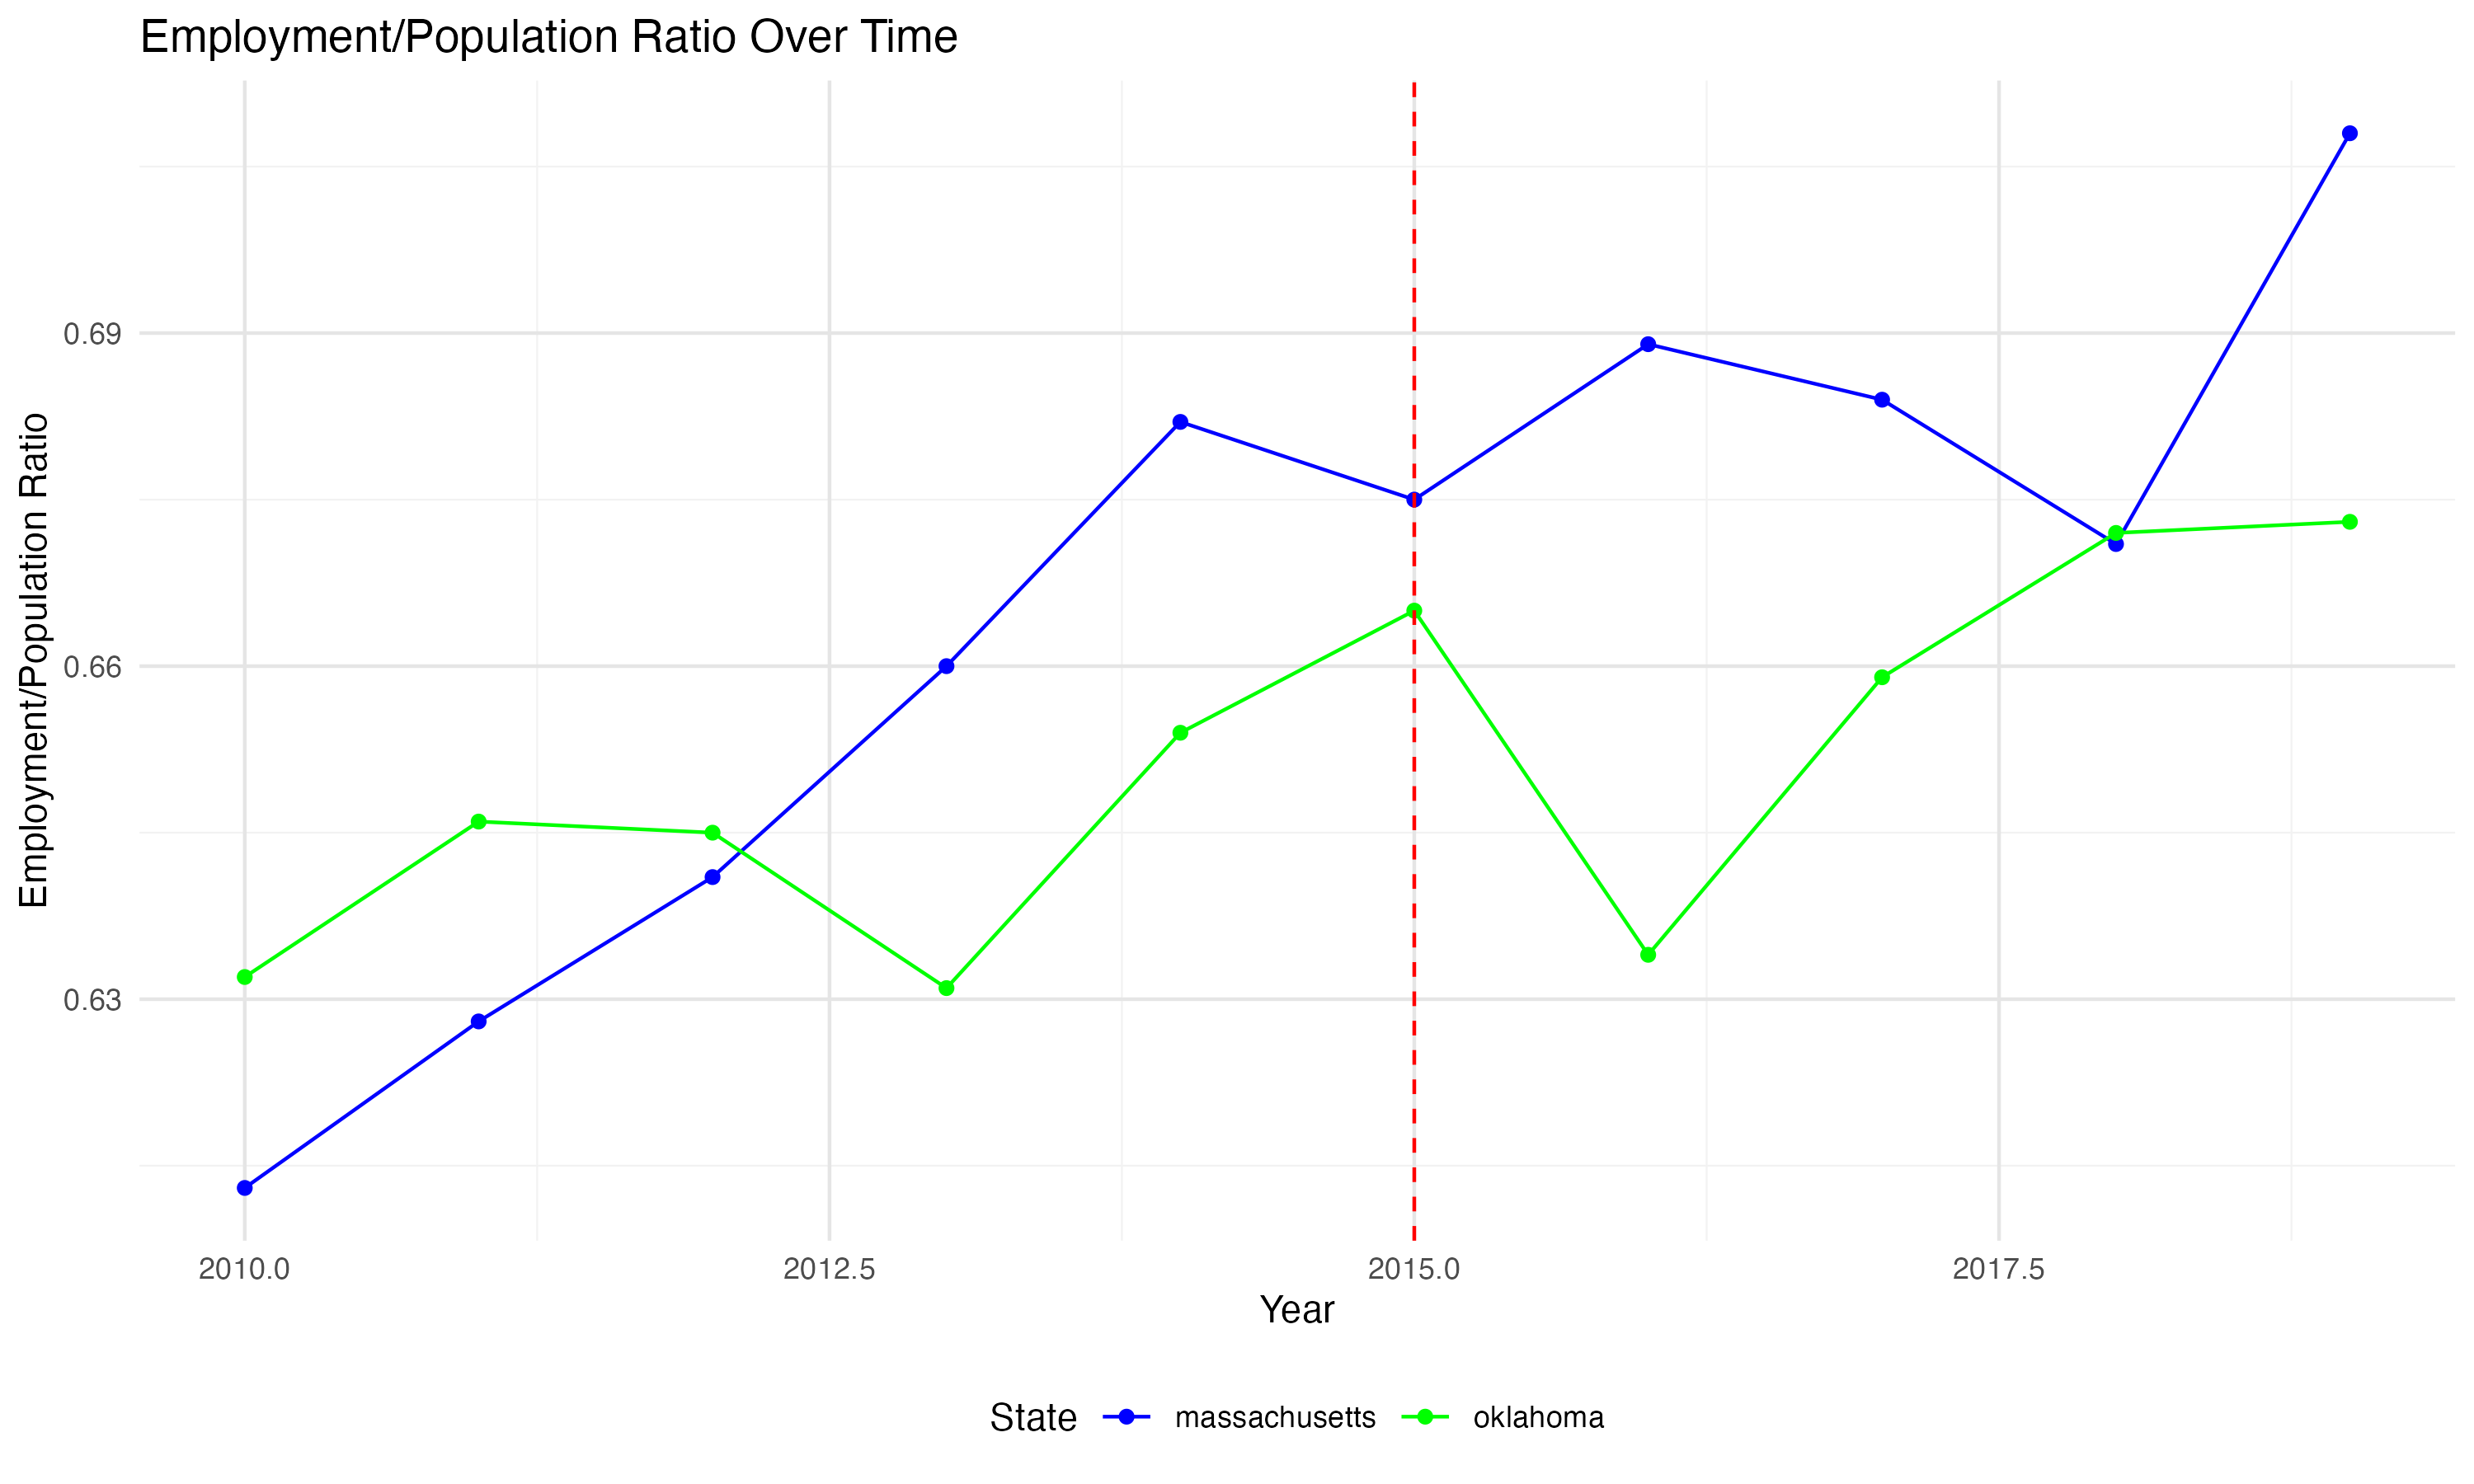 Employment/Population Ratio Over Time
Employment/Population Ratio
0.69
0.66
0.63
2010.0 2012.5 2015.0 2017.5
Year
State massachusetts oklahoma